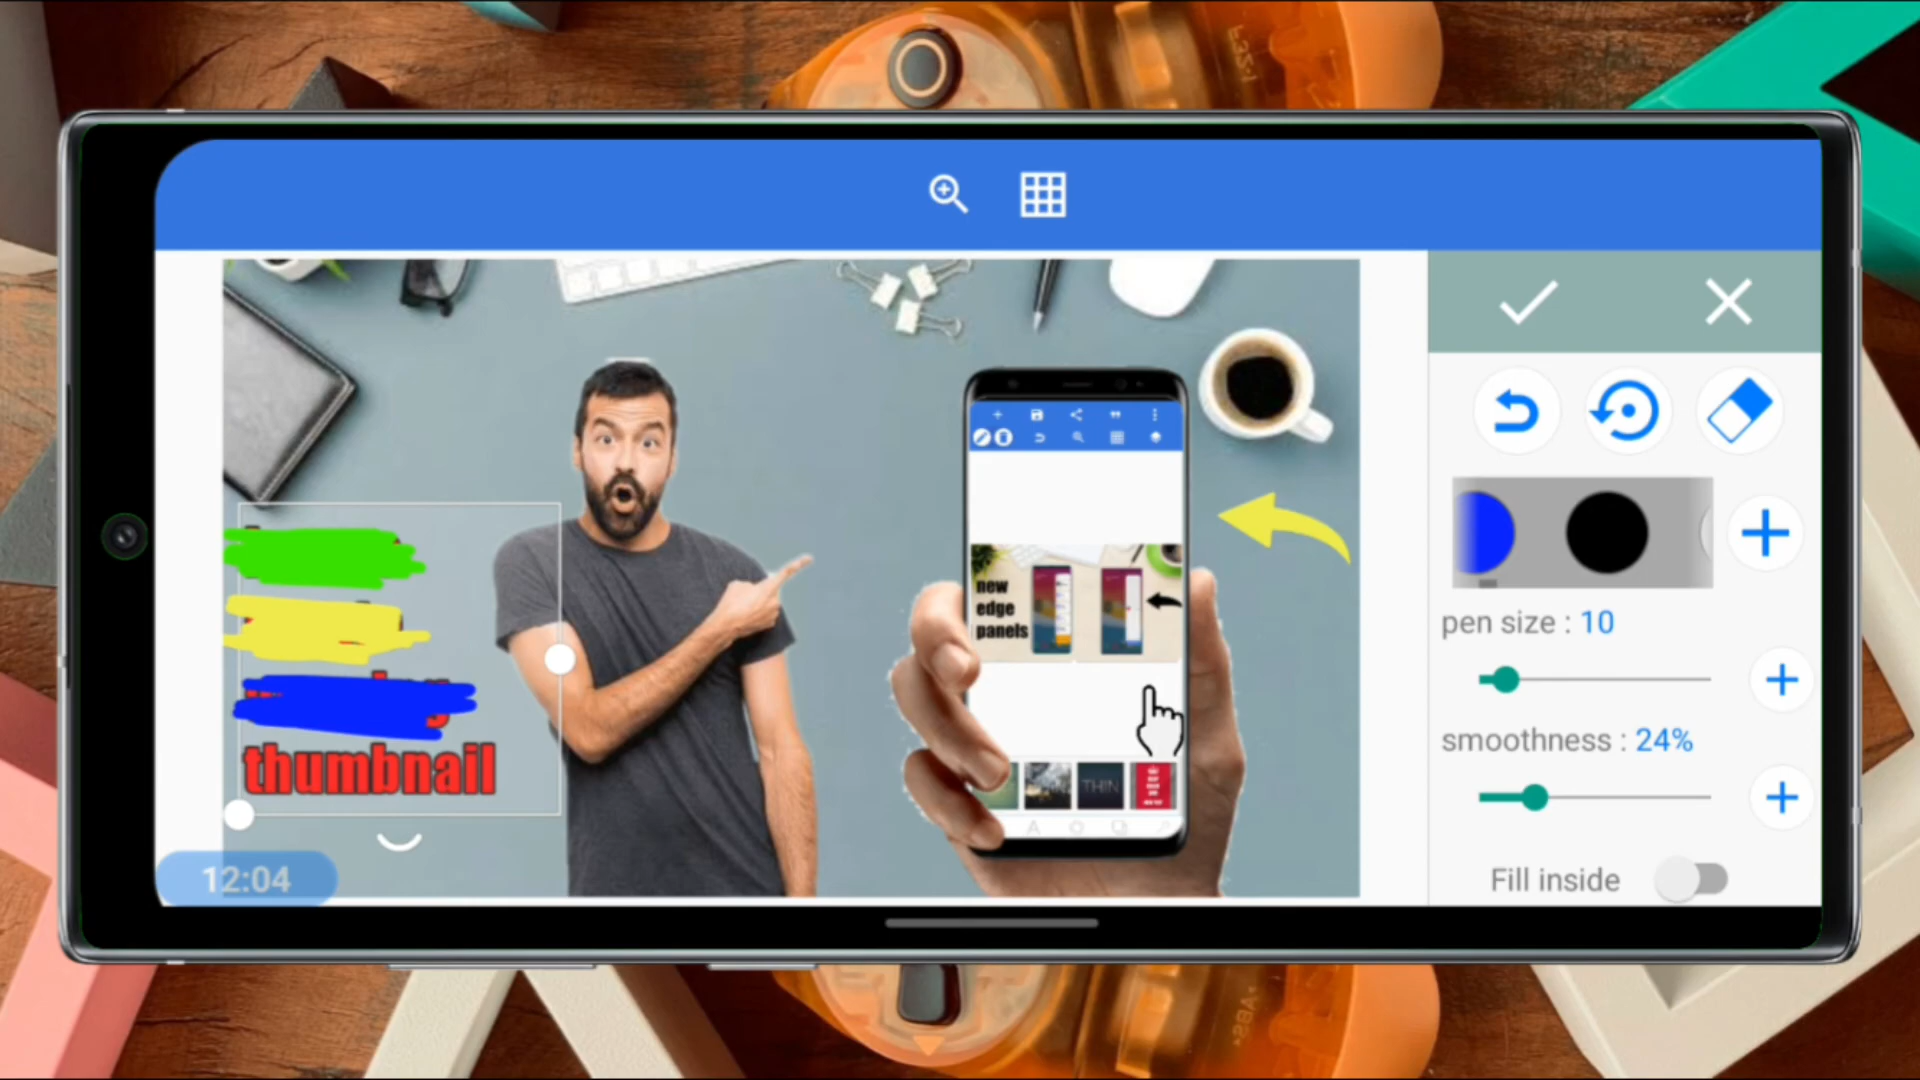 new
edge
panels
THIN
thumbnail
12:04
pen size : 10
smoothness : 24%
Fill inside